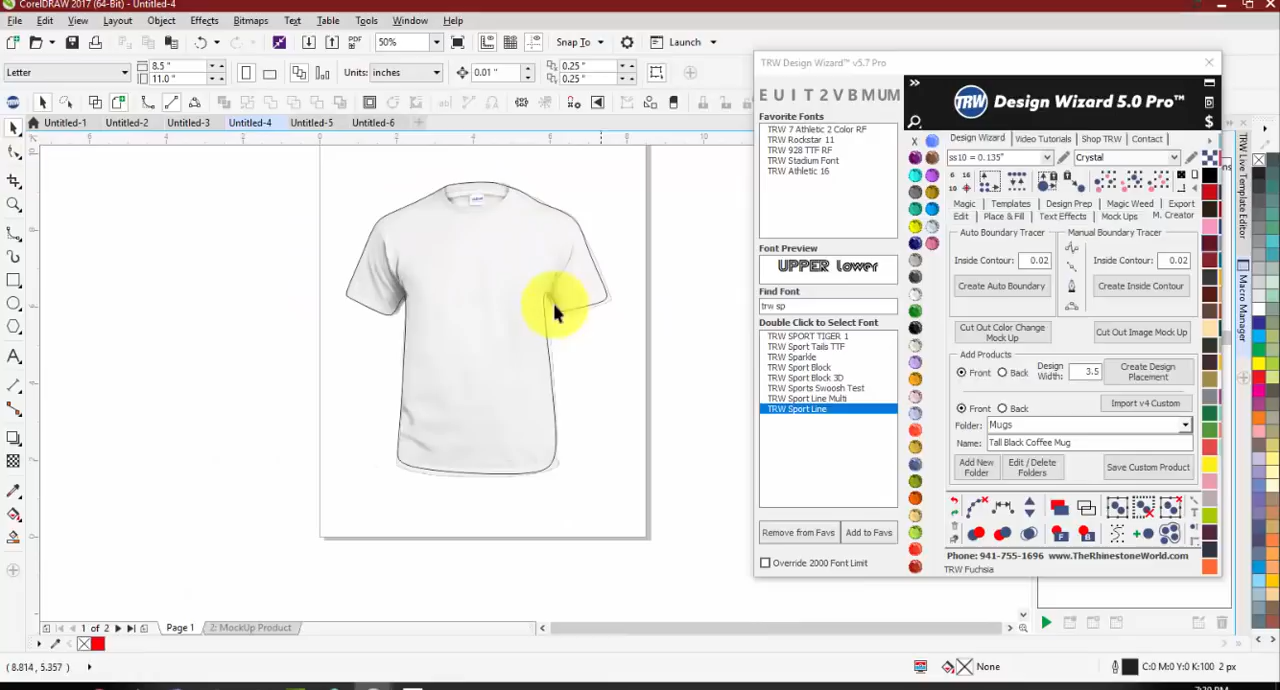 CorelDRAW 2017 (64-Bit) - Untitled-4
File Edit View Layout Object Effects Bitmaps Text Table Tools Window Help
50% Snap To Launch
Letter 8.5 " 11.0 " Units: inches 0.01 " 0.25 " 0.25 "
Untitled-1 Untitled-2 Untitled-3 Untitled-4 Untitled-5 Untitled-6
TRW Design Wizard™ v5.7 Pro
E U I T 2 V B M UM
TRW Design Wizard 5.0 Pro™
Favorite Fonts
TRW 7 Athletic 2 Color RF
TRW Rockstar 11
TRW 928 TTF RF
TRW Stadium Font
TRW Athletic 16
Font Preview
UPPER lower
Find Font
trw sp
Double Click to Select Font
TRW SPORT TIGER 1
TRW Sport Tails TTF
TRW Sparkle
TRW Sport Block
TRW Sport Block 3D
TRW Sports Swoosh Test
TRW Sport Line Multi
TRW Sport Line
Remove from Favs Add to Favs
Override 2000 Font Limit
Design Wizard Video Tutorials Shop TRW Contact
ss10 = 0.135" Crystal
Magic Templates Design Prep Magic Weed Export
Edit Place & Fill Text Effects Mock Ups M. Creator
Auto Boundary Tracer Manual Boundary Tracer
Inside Contour: 0.02 Inside Contour: 0.02
Create Auto Boundary Create Inside Contour
Cut Out Color Change Mock Up Cut Out Image Mock Up
Add Products
Front Back Design Width: 3.5 Create Design Placement
Front Back Import v4 Custom
Folder: Mugs
Name: Tall Black Coffee Mug
Add New Folder Edit / Delete Folders Save Custom Product
Phone: 941-755-1696 www.TheRhinestoneWorld.com
TRW Fuchsia
TRW Live Template Editor
Macro Manager
1 of 2 Page 1 2: MockUp Product
(8.814 , 5.357 ) None C:0 M:0 Y:0 K:100 2 px